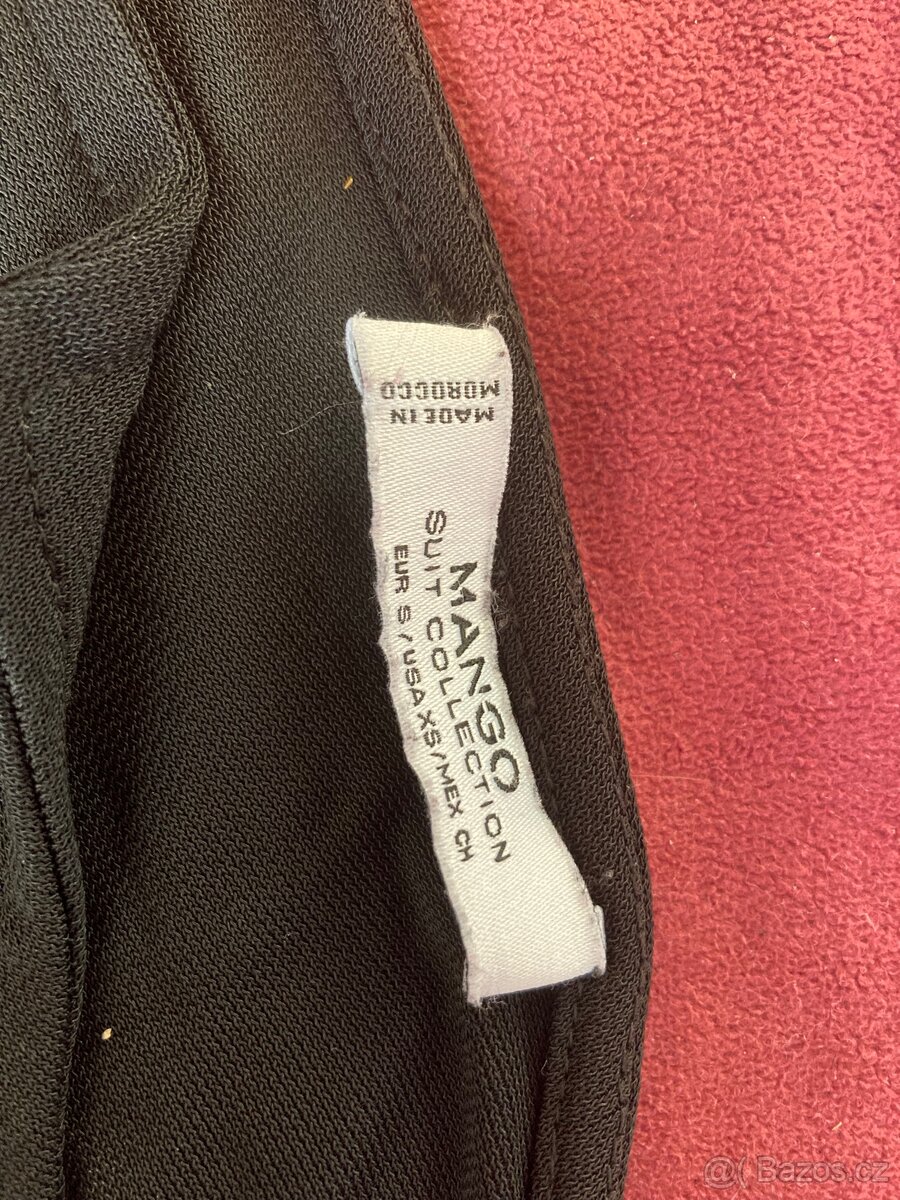 MADE IN
MOROCCO
MANGO
SUIT COLLECTION
EUR S/USA XS/MEX CH
@( Bazos.cz